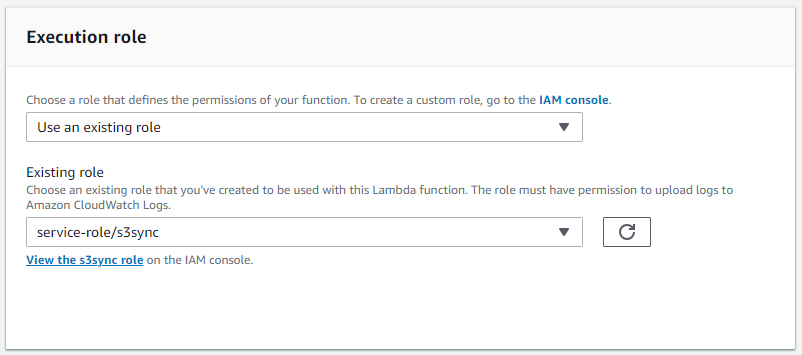 Execution role
Choose a role that defines the permissions of your function. To create a custom role, go to the IAM console.
Use an existing role
Existing role
Choose an existing role that you've created to be used with this Lambda function. The role must have permission to upload logs to
Amazon CloudWatch Logs.
service-role/s3sync
View the s3sync role on the IAM console.